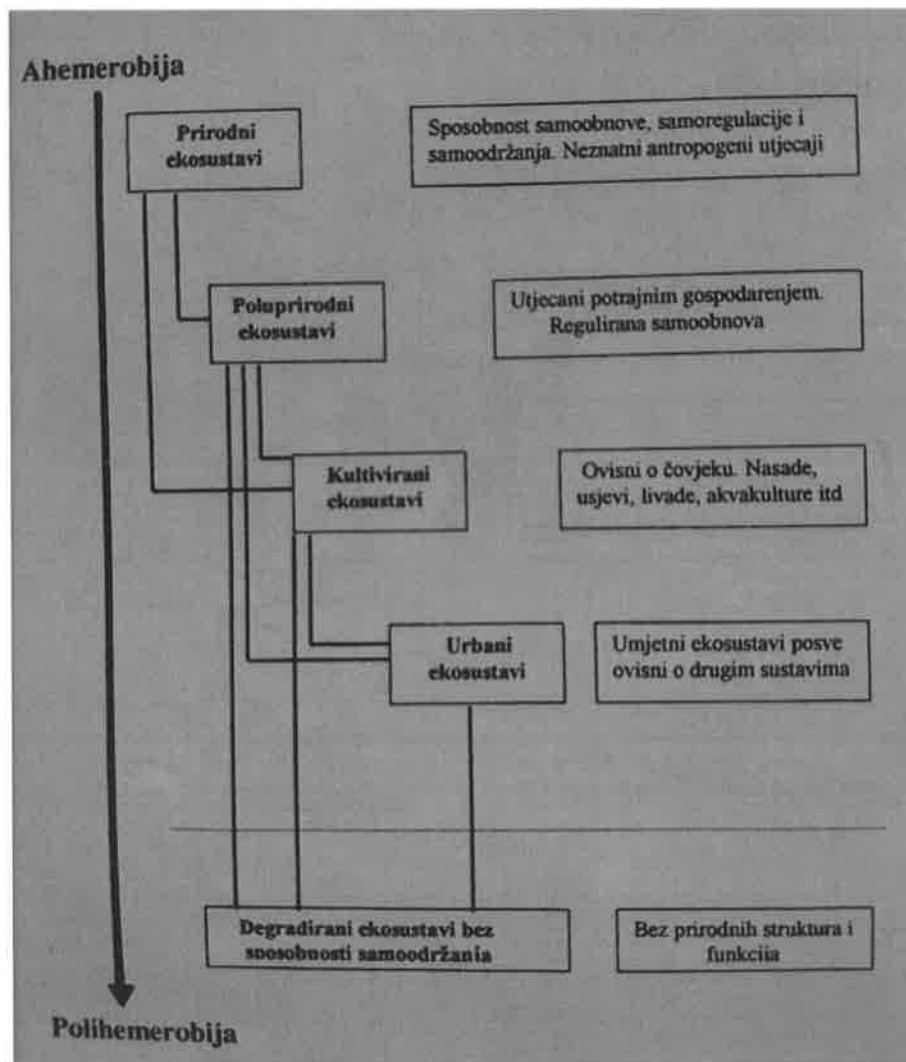 Ahemerobija
Prirodni
ekosustavi
Sposobnost samoobnove, samoregulacije i
samoodržanja. Neznatni antropogeni utjecaji
Poluprirodni
ekosustavi
Utjecani potrajnim gospodarenjem.
Regulirana samoobnova
Kultivirani
ekosustavi
Ovisni o čovjeku. Nasade,
usjevi, livade, akvakulture itd
Urbani
ekosustavi
Umjetni ekosustavi posve
ovisni o drugim sustavima
Degradirani ekosustavi bez
sposobnosti samoodržanja
Bez prirodnih struktura i
funkcija
Polihemerobija